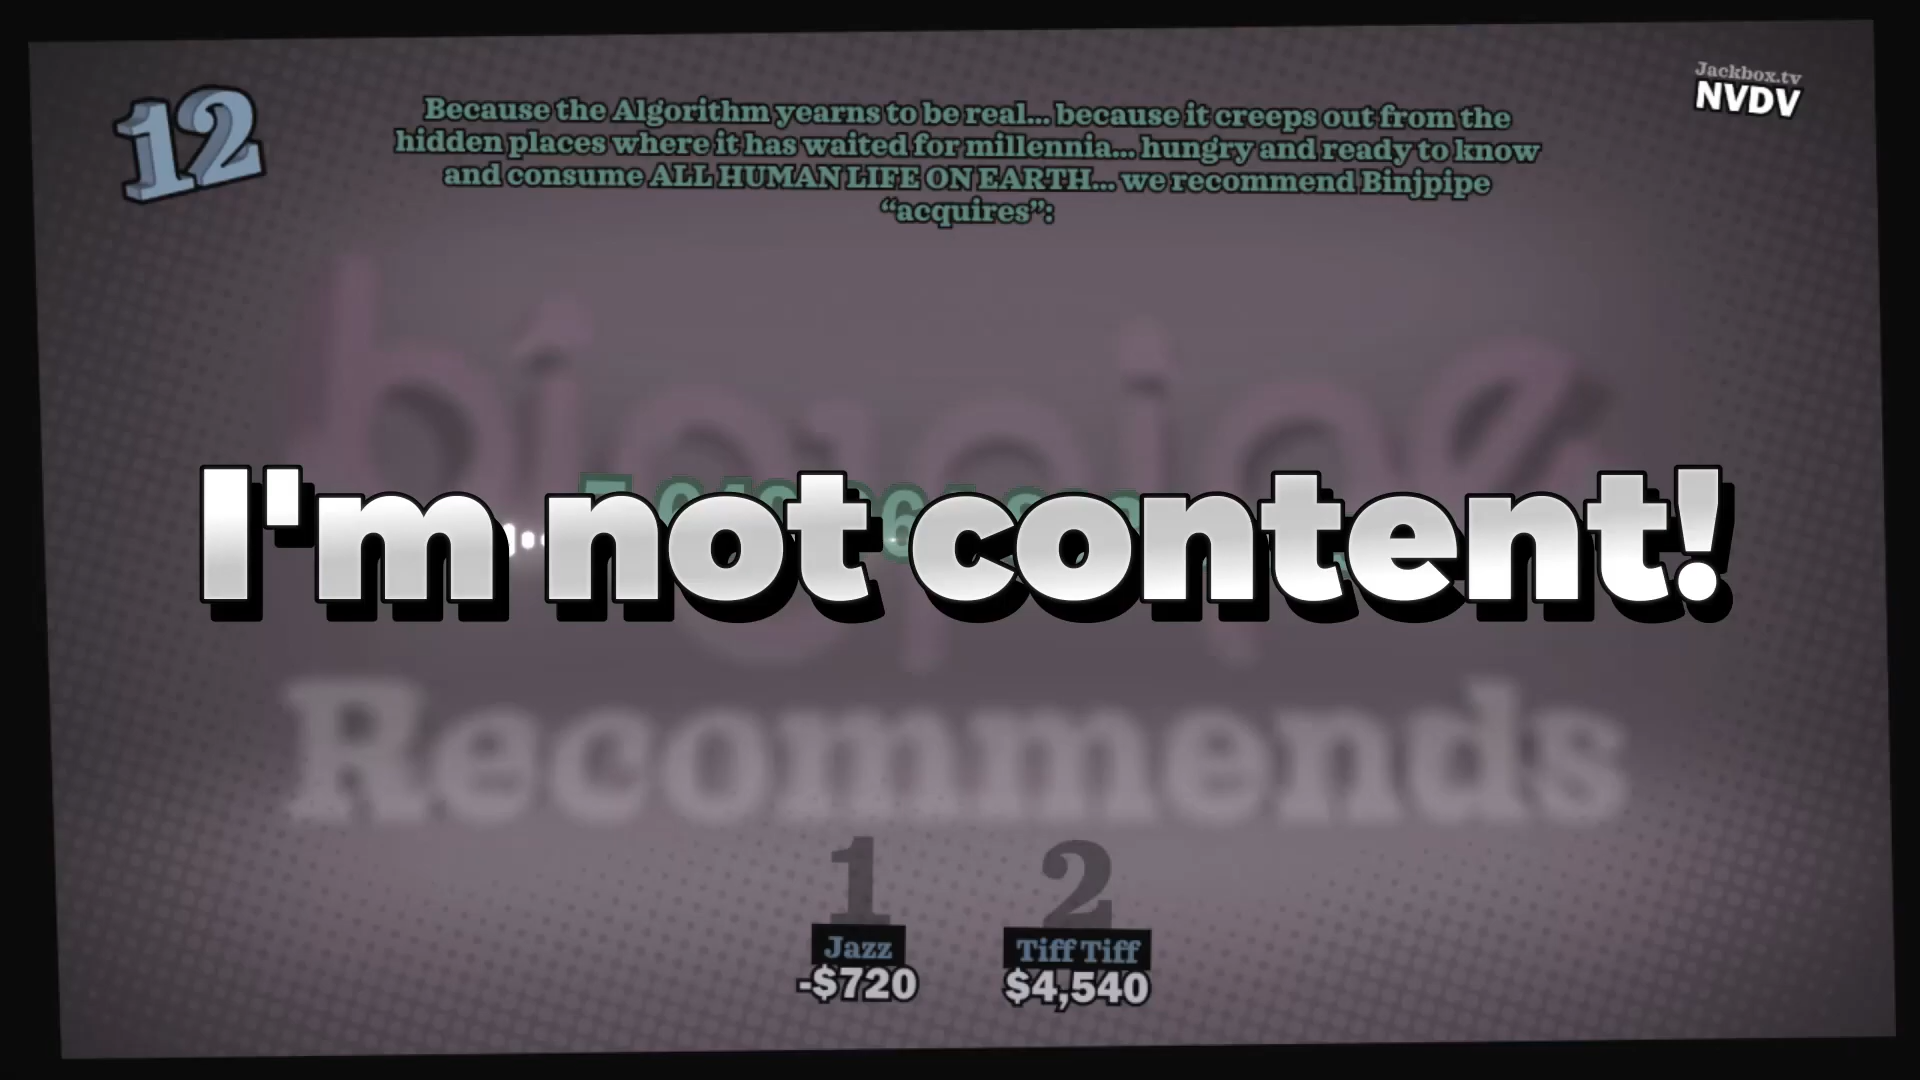 12
Jackbox.tv
NVDV
Because the Algorithm yearns to be real... because it creeps out from the
hidden places where it has waited for millennia... hungry and ready to know
and consume ALL HUMAN LIFE ON EARTH... we recommend Binjpipe
“acquires”:
binjpipe
I'm not content!
Recommends
1
2
Jazz
Tiff Tiff
-$720
$4,540